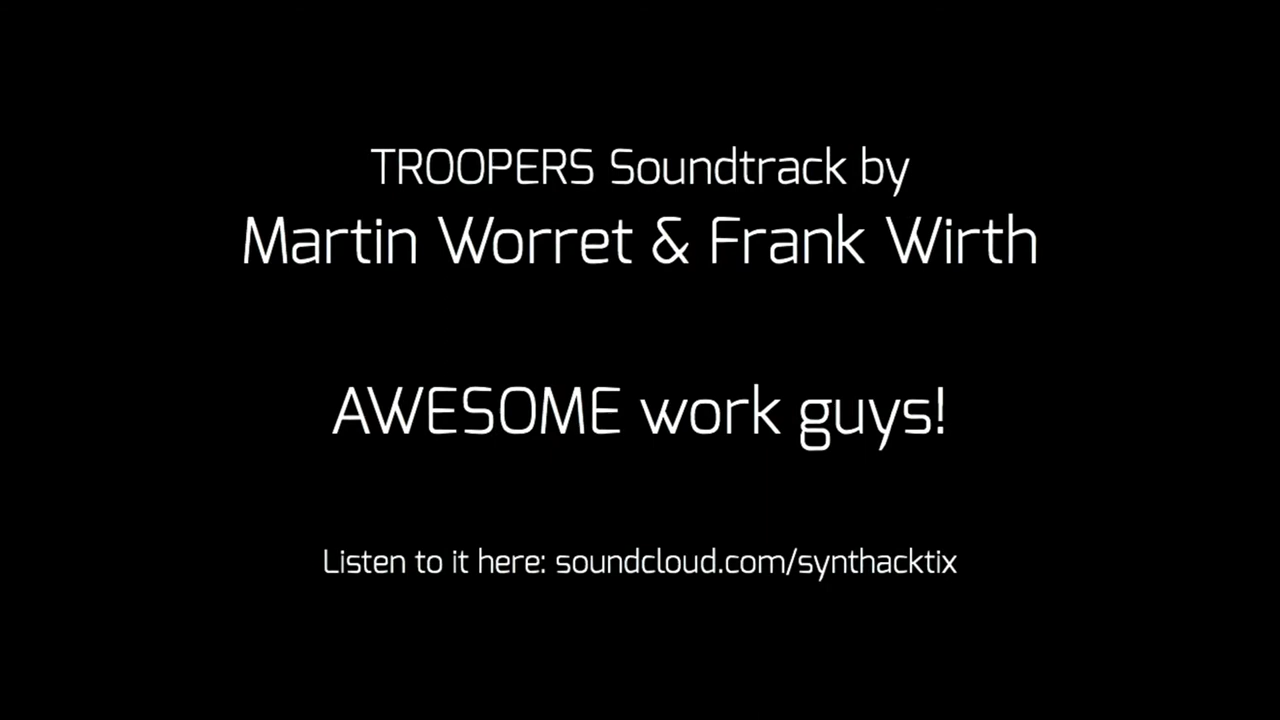 TROOPERS Soundtrack by
Martin Worret & Frank Wirth
AWESOME work guys!
Listen to it here: soundcloud.com/synthacktix